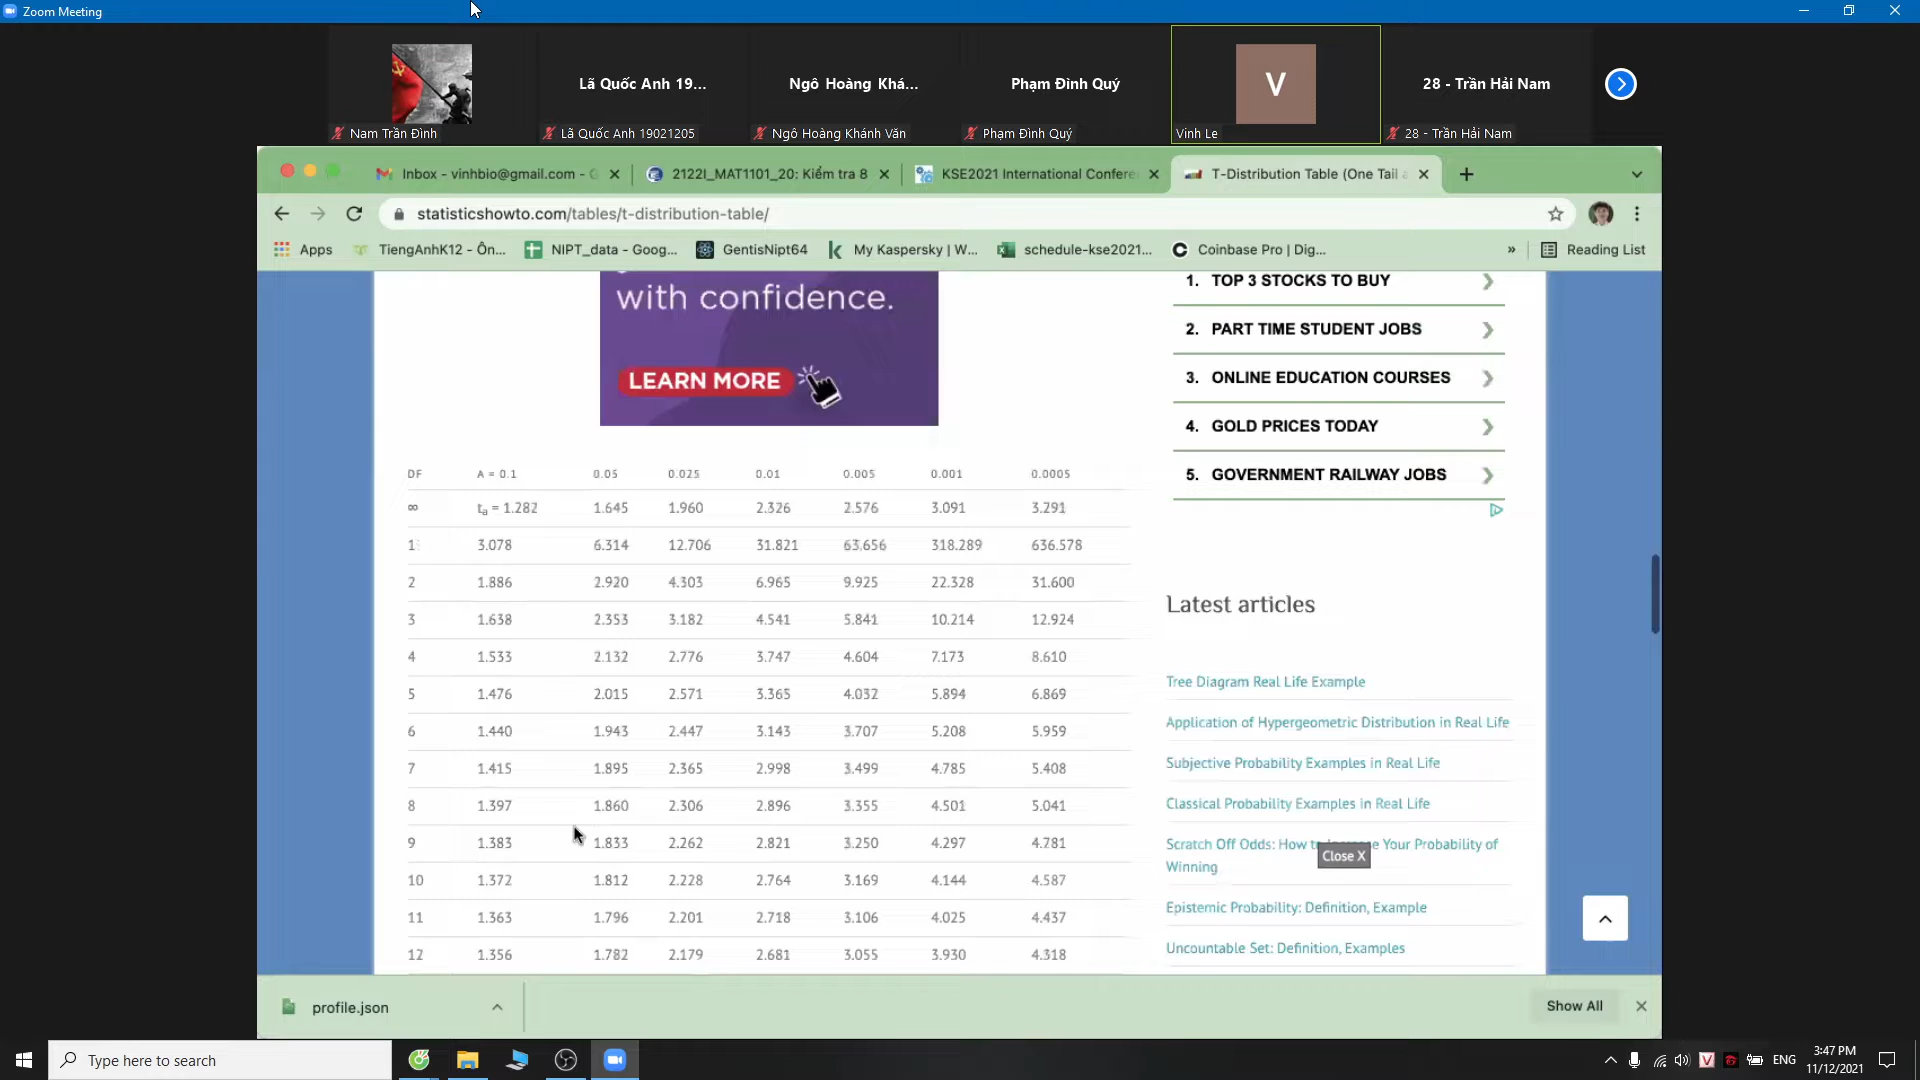 Zoom Meeting
Lã Quốc Anh 19...
Ngô Hoàng Khá...
Phạm Đình Quý
V
28 - Trần Hải Nam
Nam Trần Đình
Lã Quốc Anh 19021205
Ngô Hoàng Khánh Văn
Phạm Đình Quý
Vinh Le
28 - Trần Hải Nam
Inbox - vinhbio@gmail.com - G
2122I_MAT1101_20: Kiểm tra 8
KSE2021 International Confere
T-Distribution Table (One Tail a
statisticshowto.com/tables/t-distribution-table/
Apps
TiengAnhK12 - Ôn...
NIPT_data - Goog...
GentisNipt64
My Kaspersky | W...
schedule-kse2021...
Coinbase Pro | Dig...
»
Reading List
with confidence.
LEARN MORE
1. TOP 3 STOCKS TO BUY
2. PART TIME STUDENT JOBS
3. ONLINE EDUCATION COURSES
4. GOLD PRICES TODAY
5. GOVERNMENT RAILWAY JOBS
DF A = 0.1 0.05 0.025 0.01 0.005 0.001 0.0005
∞ ta = 1.282 1.645 1.960 2.326 2.576 3.091 3.291
1 3.078 6.314 12.706 31.821 63.656 318.289 636.578
2 1.886 2.920 4.303 6.965 9.925 22.328 31.600
3 1.638 2.353 3.182 4.541 5.841 10.214 12.924
4 1.533 2.132 2.776 3.747 4.604 7.173 8.610
5 1.476 2.015 2.571 3.365 4.032 5.894 6.869
6 1.440 1.943 2.447 3.143 3.707 5.208 5.959
7 1.415 1.895 2.365 2.998 3.499 4.785 5.408
8 1.397 1.860 2.306 2.896 3.355 4.501 5.041
9 1.383 1.833 2.262 2.821 3.250 4.297 4.781
10 1.372 1.812 2.228 2.764 3.169 4.144 4.587
11 1.363 1.796 2.201 2.718 3.106 4.025 4.437
12 1.356 1.782 2.179 2.681 3.055 3.930 4.318
Latest articles
Tree Diagram Real Life Example
Application of Hypergeometric Distribution in Real Life
Subjective Probability Examples in Real Life
Classical Probability Examples in Real Life
Scratch Off Odds: How to Your Probability of
Winning
Close X
Epistemic Probability: Definition, Example
Uncountable Set: Definition, Examples
profile.json
Show All
Type here to search
V
ENG
3:47 PM
11/12/2021